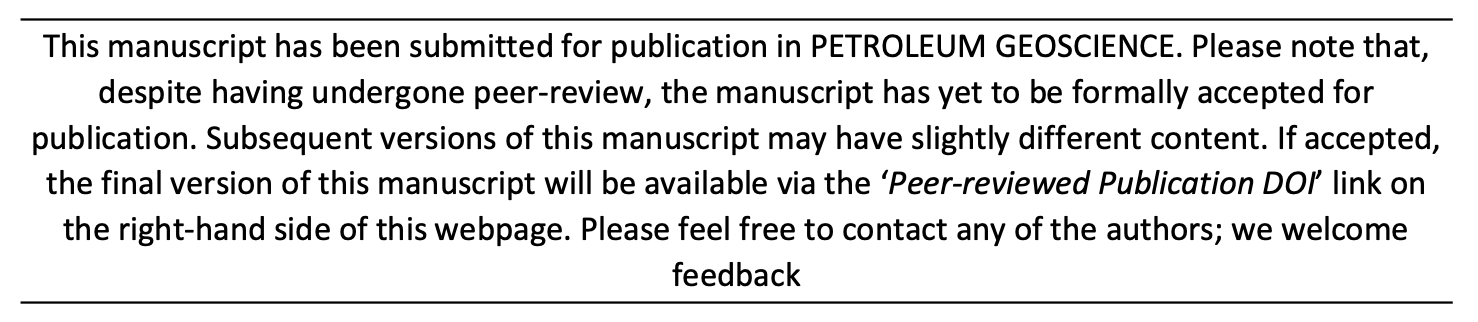 This manuscript has been submitted for publication in PETROLEUM GEOSCIENCE. Please note that,
despite having undergone peer-review, the manuscript has yet to be formally accepted for
publication. Subsequent versions of this manuscript may have slightly different content. If accepted,
the final version of this manuscript will be available via the ‘Peer-reviewed Publication DOI’ link on
the right-hand side of this webpage. Please feel free to contact any of the authors; we welcome
feedback